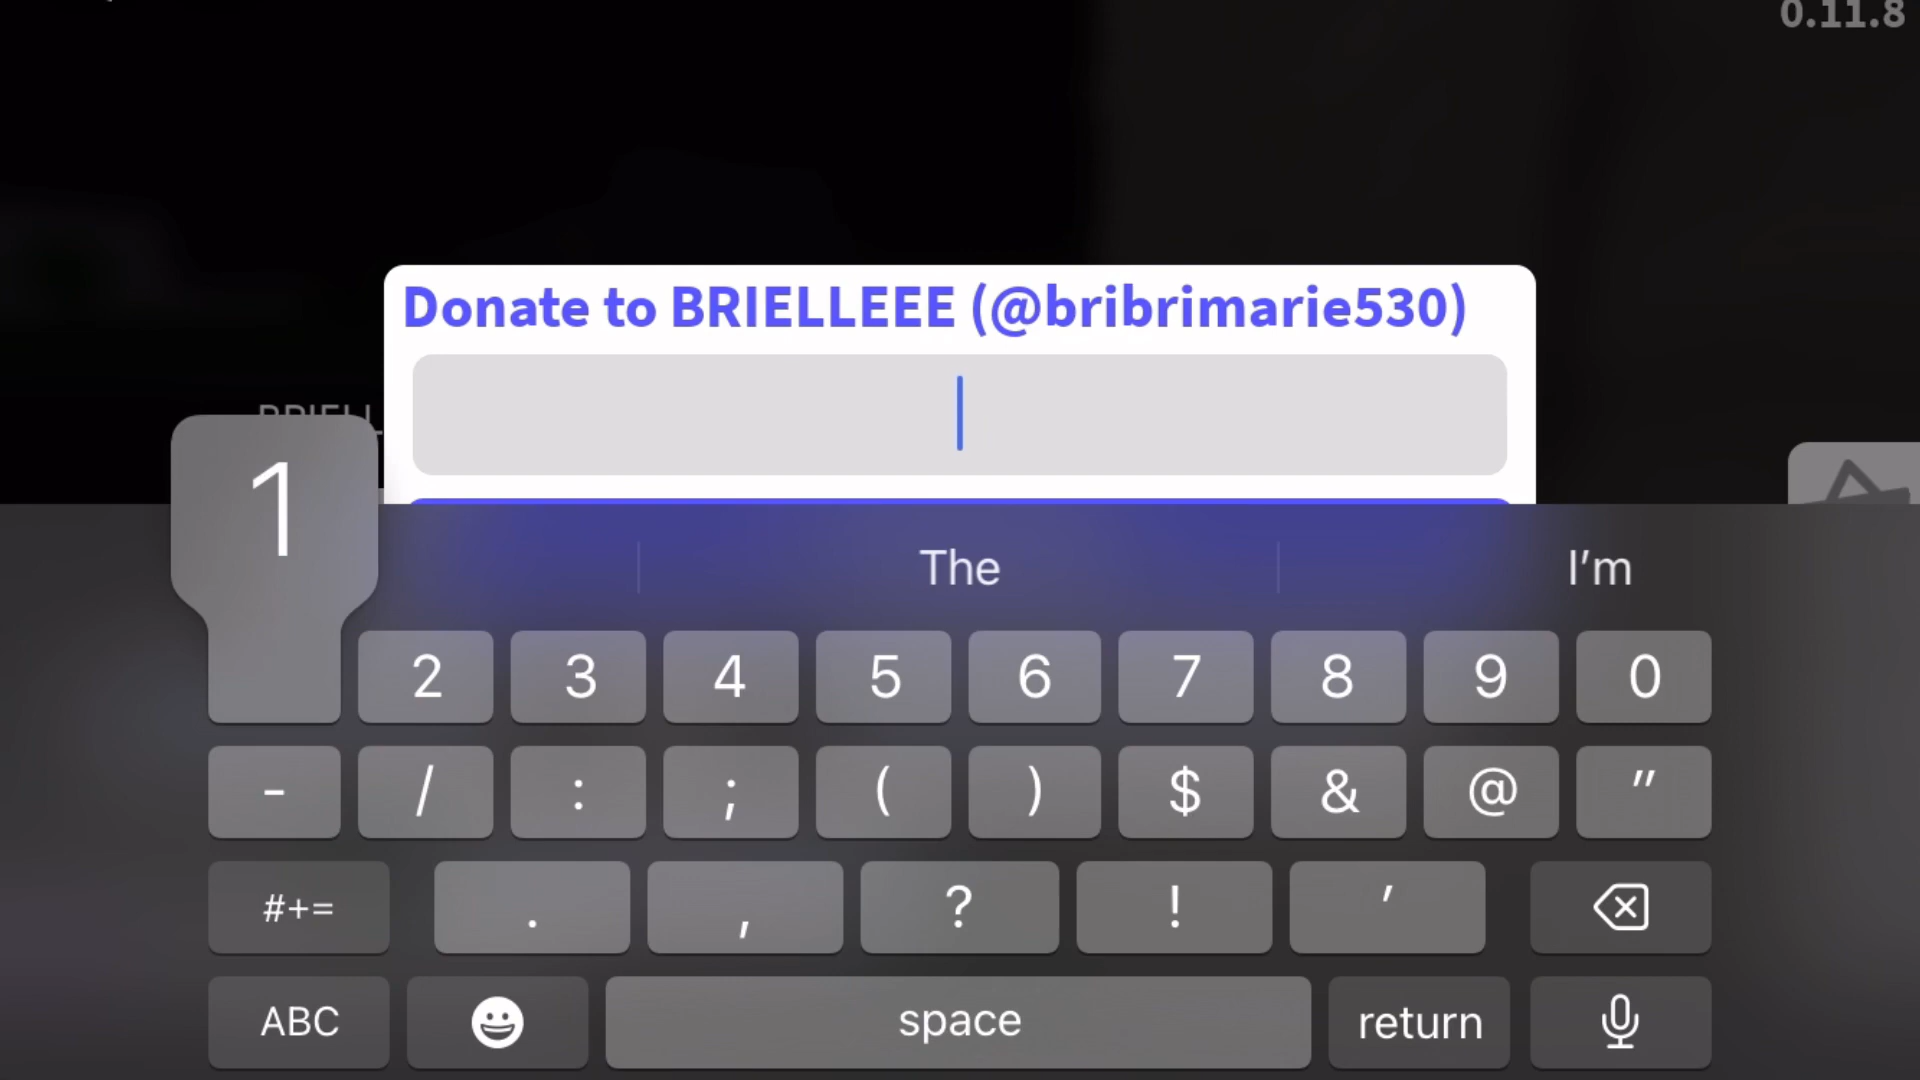 0.11.8
Donate to BRIELLEEE (@bribrimarie530)
BRIELL
The I’m
1 2 3 4 5 6 7 8 9 0
- / : ; ( ) $ & @ "
#+= . , ? ! ’
ABC space return